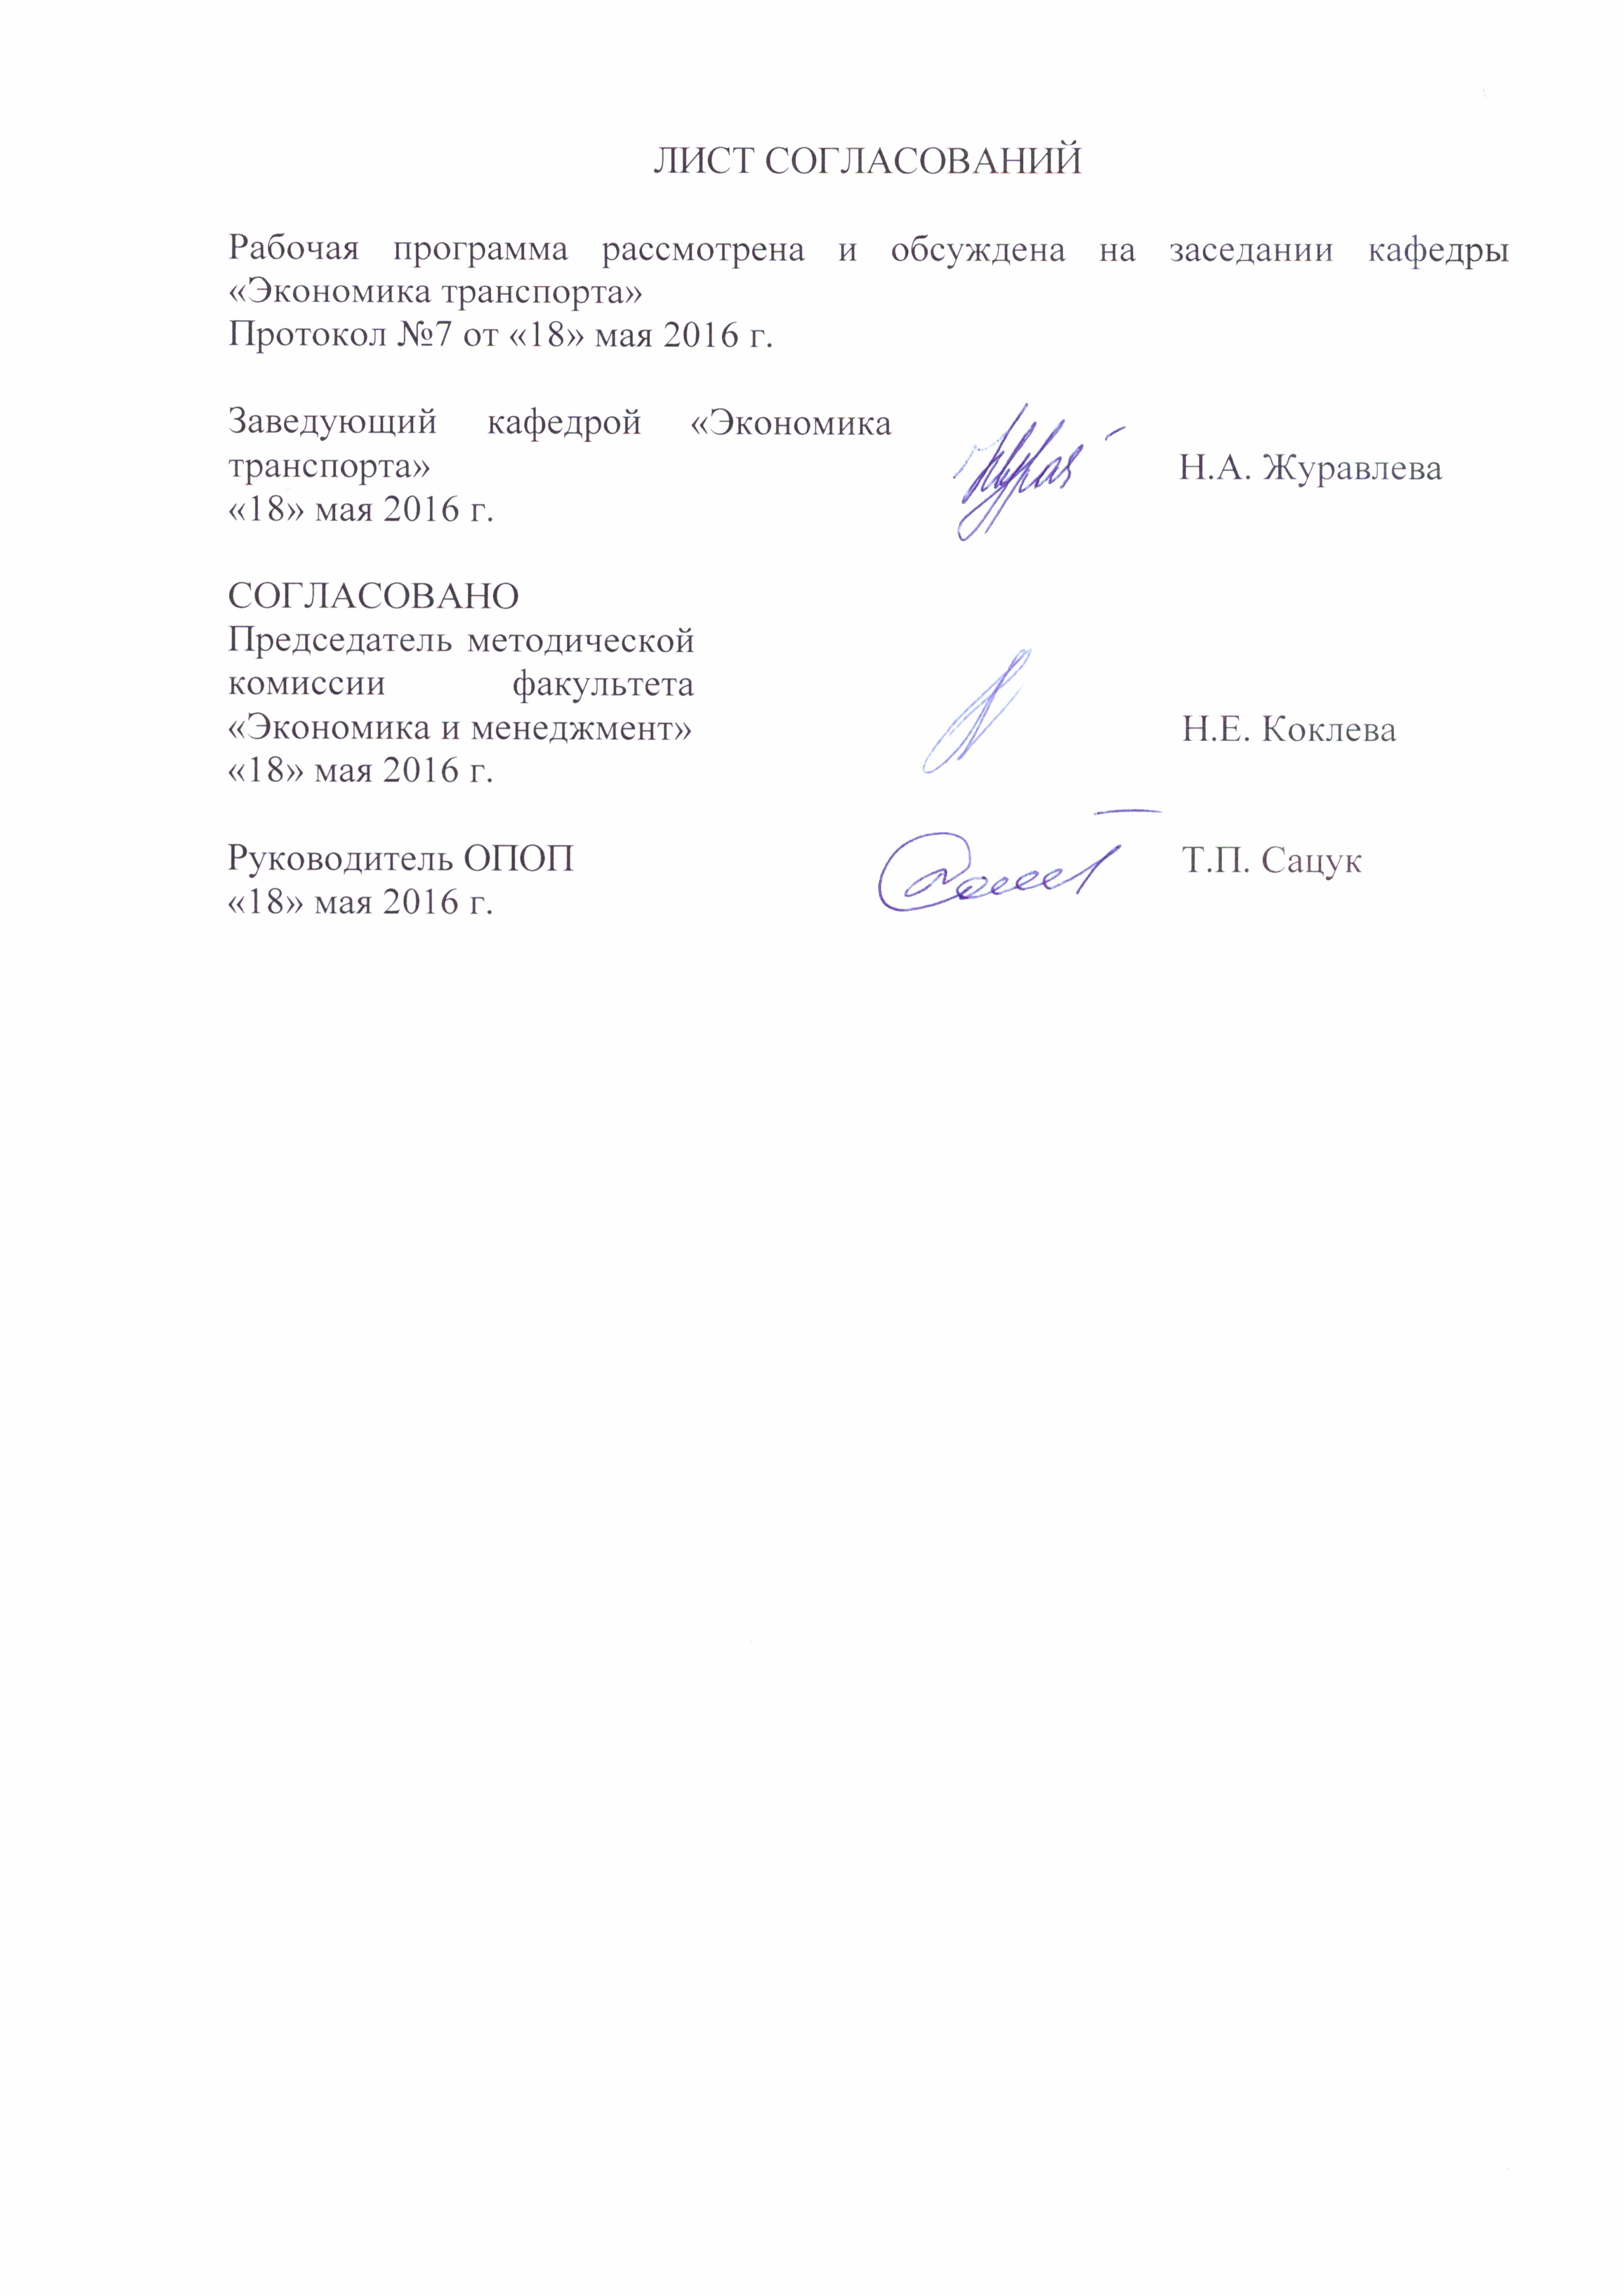 ЛИСТ СОГЛАСОВАНИЙ
Рабочая программа рассмотрена и обсуждена на заседании кафедры
«Экономика транспорта»
Протокол №7 от «18» мая 2016 г.
Заведующий кафедрой «Экономика
транспорта» Н.А. Журавлева
«18» мая 2016 г.
СОГЛАСОВАНО
Председатель методической
комиссии факультета
«Экономика и менеджмент» Н.Е. Коклева
«18» мая 2016 г.
Руководитель ОПОП Т.П. Сацук
«18» мая 2016 г.